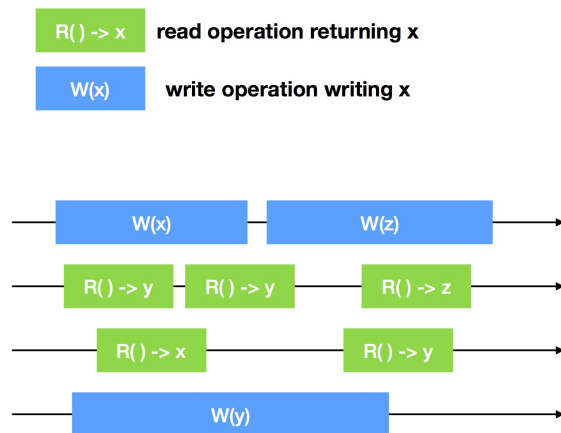 R( ) -> x read operation returning x
W(x) write operation writing x
W(x) W(z)
R( ) -> y R( ) -> y R( ) -> z
R( ) -> x R( ) -> y
W(y)